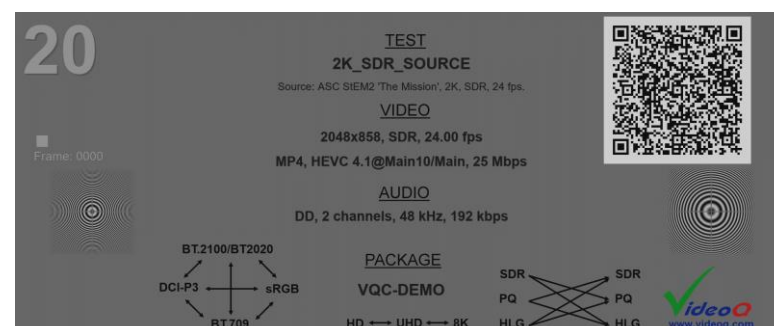 20
TEST
2K_SDR_SOURCE
Source: ASC StEM2 'The Mission', 2K, SDR, 24 fps.
VIDEO
2048x858, SDR, 24.00 fps
MP4, HEVC 4.1@Main10/Main, 25 Mbps
Frame: 0000
AUDIO
DD, 2 channels, 48 kHz, 192 kbps
BT.2100/BT2020
DCI-P3 sRGB
BT.709
PACKAGE
VQC-DEMO
HD UHD 8K
SDR SDR
PQ PQ
HLG HLG
VideoQ
www.videoq.com